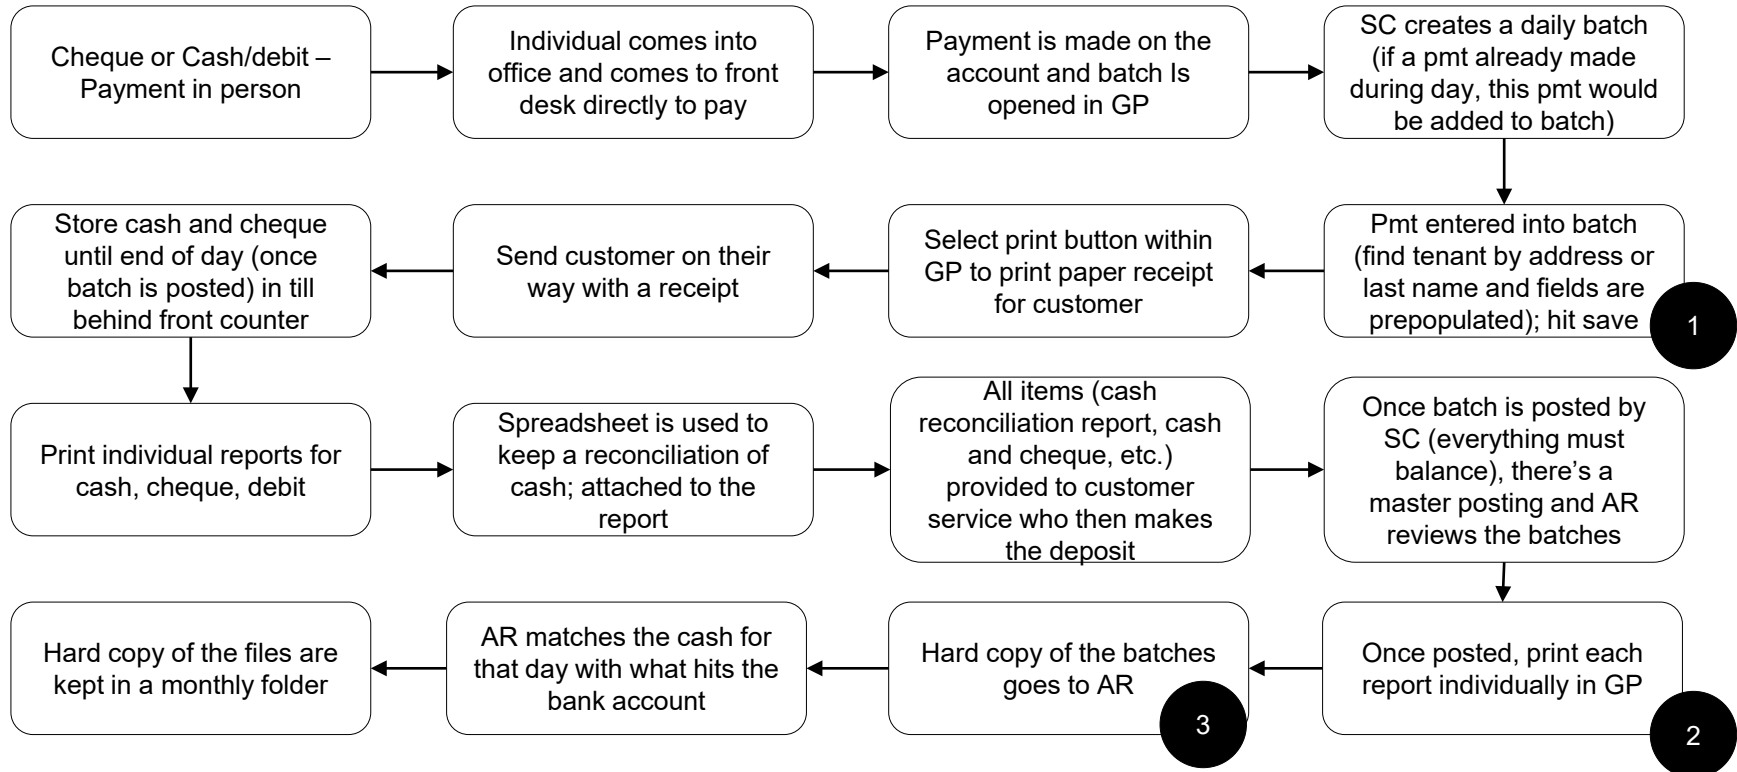 Cheque or Cash/debit –
Payment in person
Individual comes into
office and comes to front
desk directly to pay
Payment is made on the
account and batch Is
opened in GP
SC creates a daily batch
(if a pmt already made
during day, this pmt would
be added to batch)
Pmt entered into batch
(find tenant by address or
last name and fields are
prepopulated); hit save
1
Select print button within
GP to print paper receipt
for customer
Send customer on their
way with a receipt
Store cash and cheque
until end of day (once
batch is posted) in till
behind front counter
Print individual reports for
cash, cheque, debit
Spreadsheet is used to
keep a reconciliation of
cash; attached to the
report
All items (cash
reconciliation report, cash
and cheque, etc.)
provided to customer
service who then makes
the deposit
Once batch is posted by
SC (everything must
balance), there’s a
master posting and AR
reviews the batches
Once posted, print each
report individually in GP
2
Hard copy of the batches
goes to AR
3
AR matches the cash for
that day with what hits the
bank account
Hard copy of the files are
kept in a monthly folder